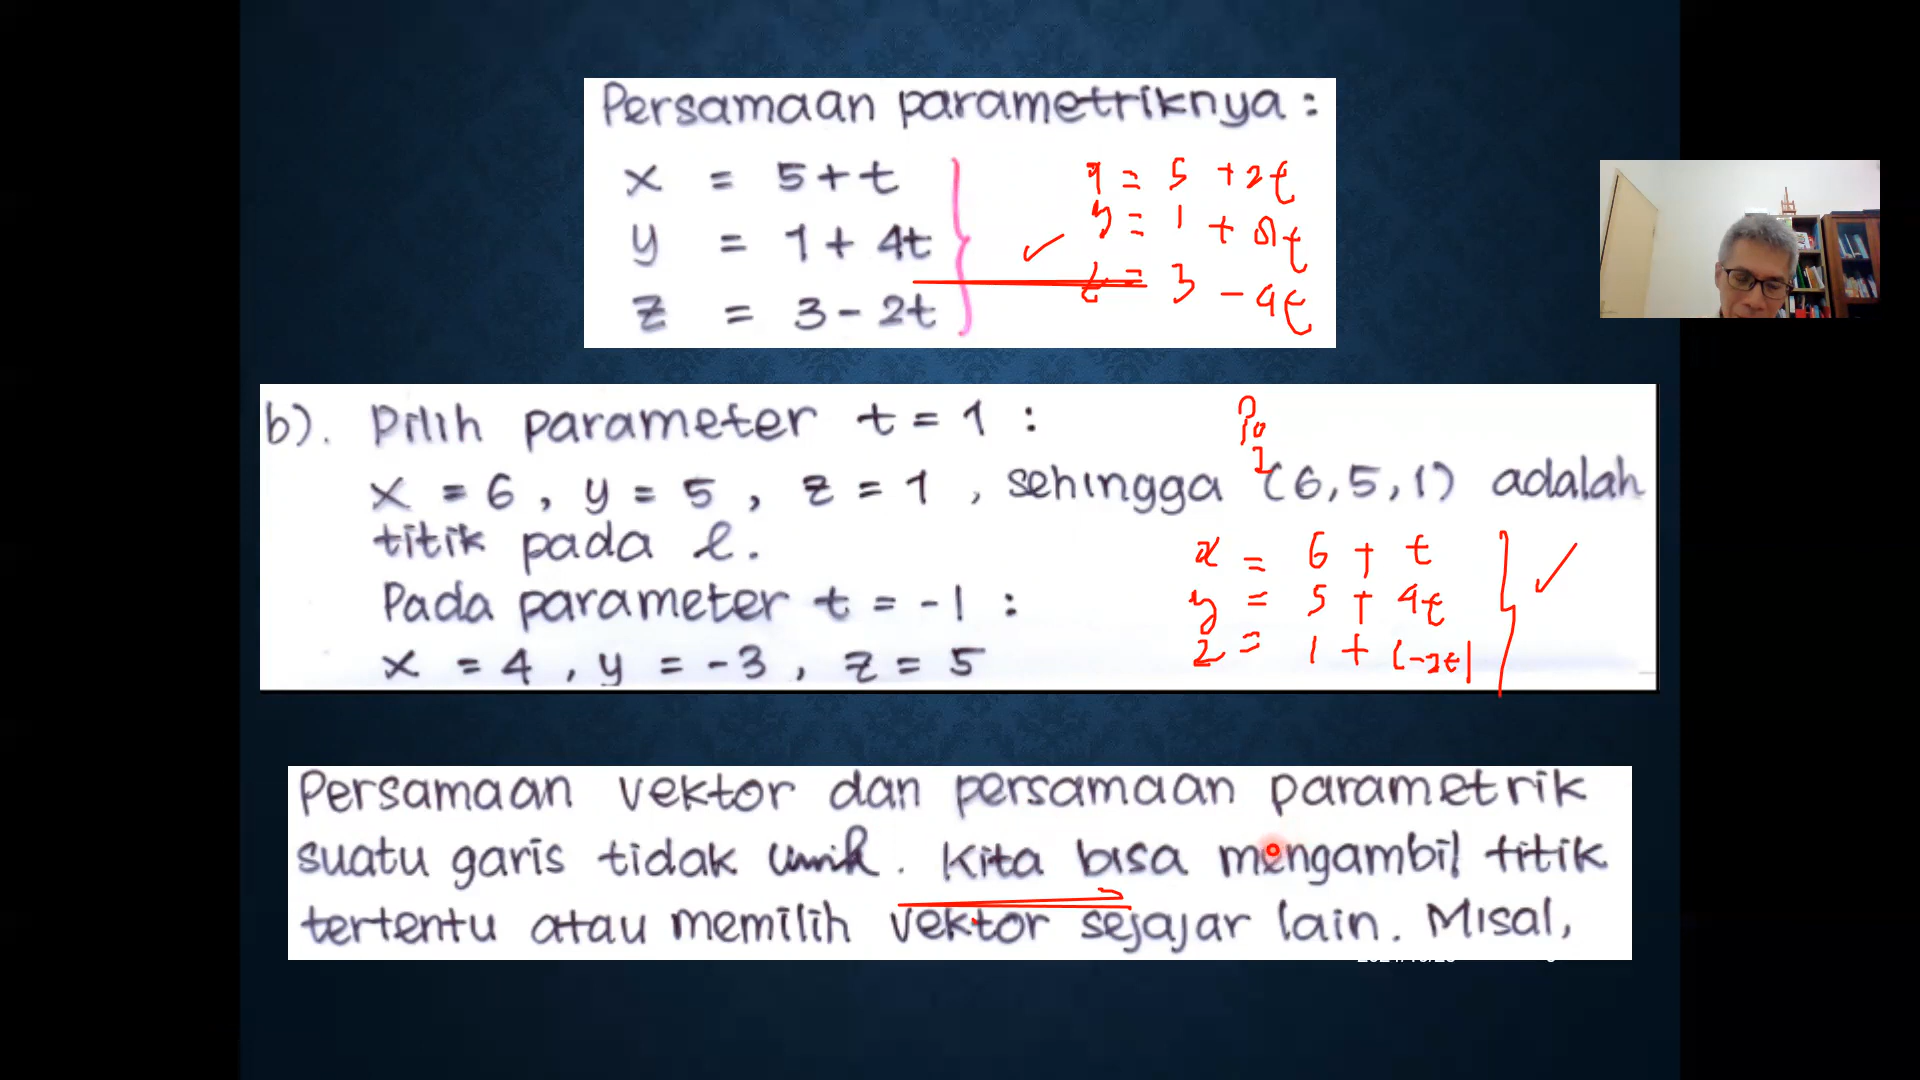 Persamaan parametriknya :
x = 5 + t
y = 1 + 4t
z = 3 - 2t
x = 5 + 2t
y = 1 + 8t
z = 3 - 4t
b). Pilih parameter t = 1 :
P0
x = 6 , y = 5 , z = 1 , sehingga (6,5,1) adalah
titik pada l.
Pada parameter t = -1 :
x = 4 , y = -3 , z = 5
x = 6 + t
y = 5 + 4t
z = 1 + (-2t)
Persamaan vektor dan persamaan parametrik
suatu garis tidak unik. Kita bisa mengambil titik
tertentu atau memilih vektor sejajar lain. Misal,